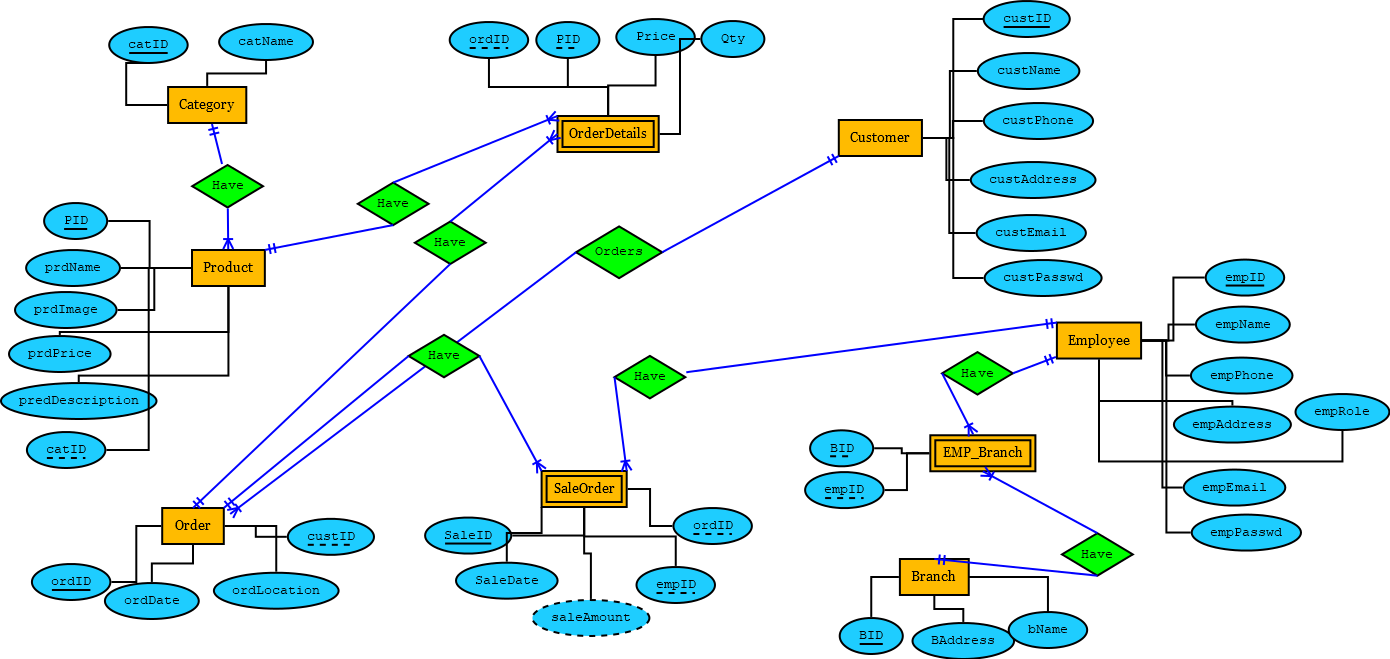 custID
catID
catName
ordID
PID
Price
Qty
custName
Category
custPhone
OrderDetails
Customer
Have
custAddress
Have
PID
custEmail
Have
Orders
prdName
Product
custPasswd
empID
prdImage
empName
Employee
prdPrice
Have
Have
Have
empPhone
predDescription
empRole
empAddress
catID
BID
EMP_Branch
empID
SaleOrder
empEmail
Order
custID
SaleID
ordID
empPasswd
Have
ordID
ordDate
ordLocation
SaleDate
empID
Branch
saleAmount
BID
BAddress
bName